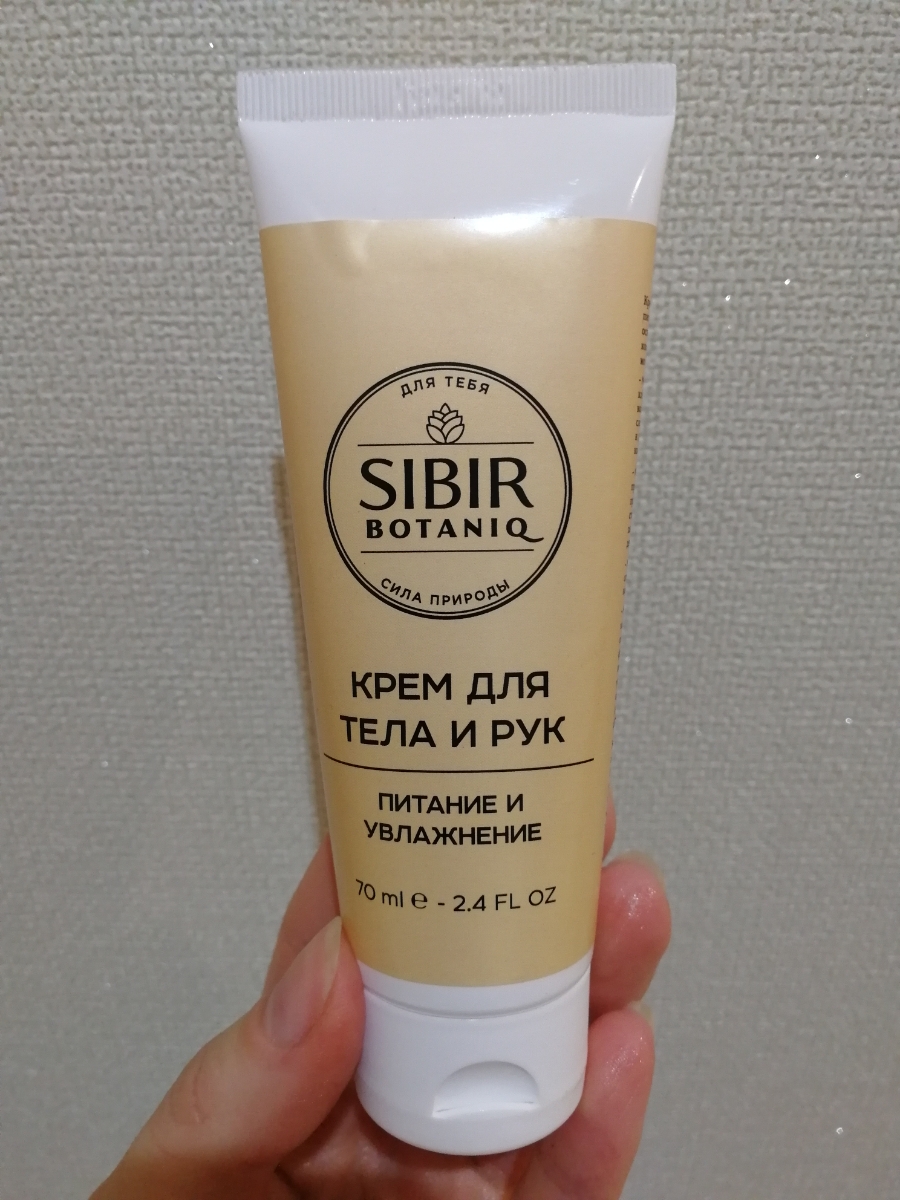 ДЛЯ ТЕБЯ
SIBIR
BOTANIQ
СИЛА ПРИРОДЫ
КРЕМ ДЛЯ
ТЕЛА И РУК
ПИТАНИЕ И
УВЛАЖНЕНИЕ
70 ml ℮ - 2.4 FL OZ